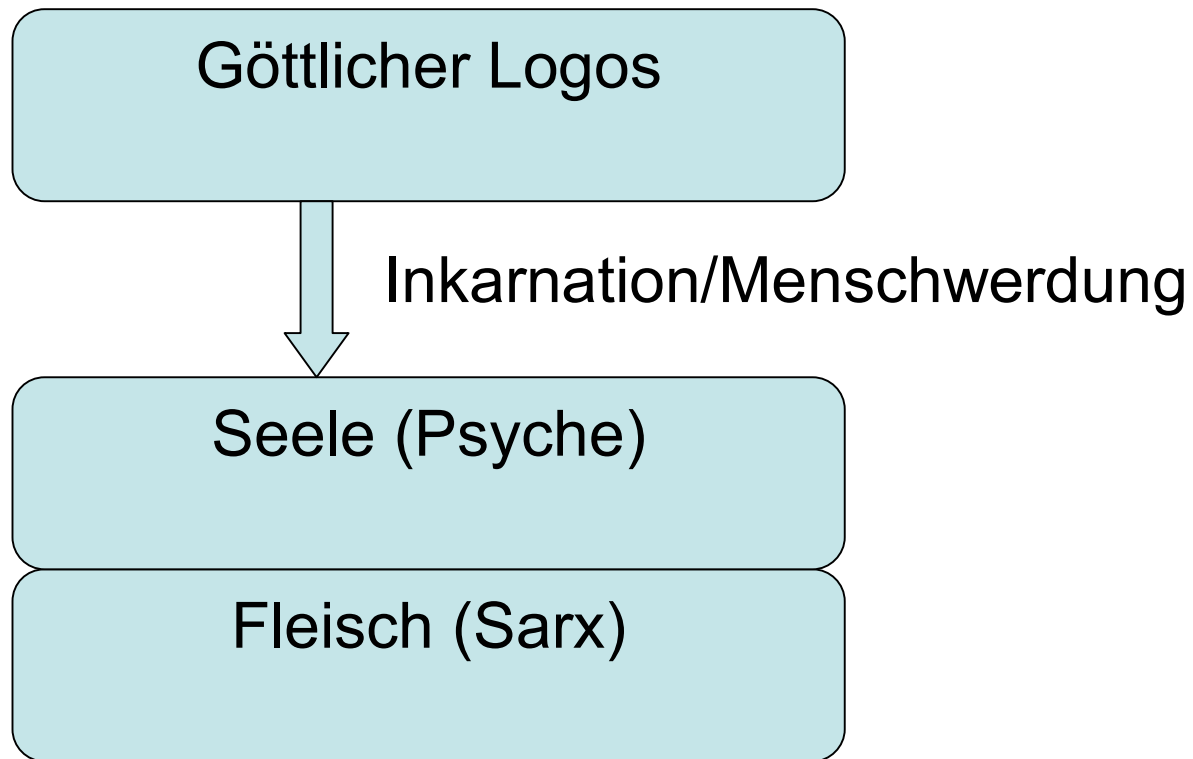 Göttlicher Logos
Inkarnation/Menschwerdung
Seele (Psyche)
Fleisch (Sarx)